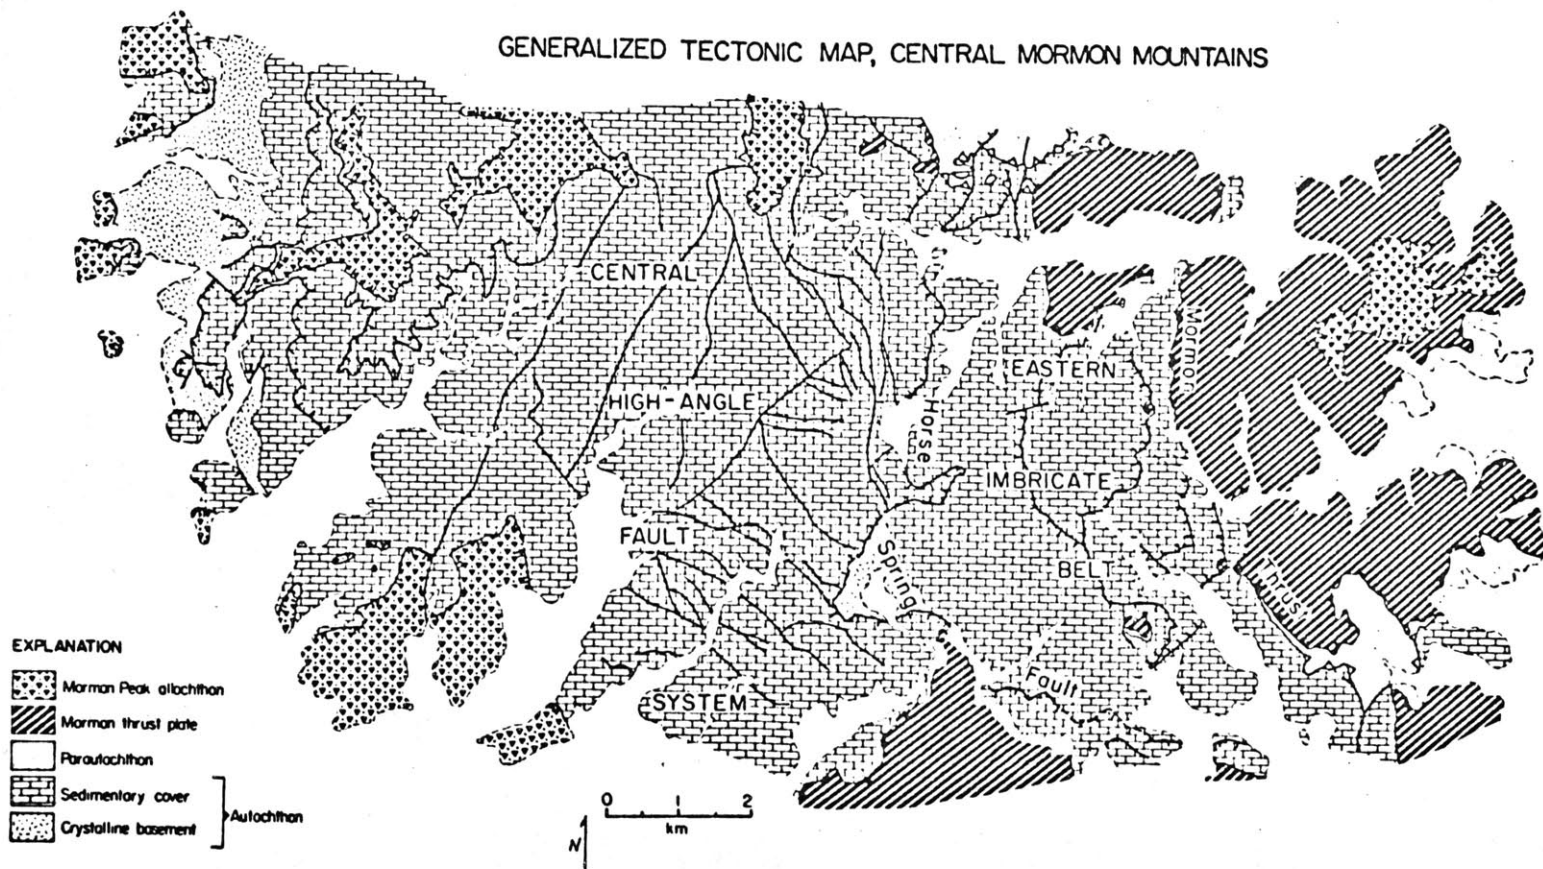 GENERALIZED TECTONIC MAP, CENTRAL MORMON MOUNTAINS
CENTRAL
HIGH-ANGLE
FAULT
SYSTEM
Horse
Spring
Fault
EASTERN
IMBRICATE
BELT
Mormon
Thrust
EXPLANATION
Mormon Peak allochthon
Mormon thrust plate
Parautochthon
Sedimentary cover
Crystalline basement
Autochthon
0 1 2
km
N